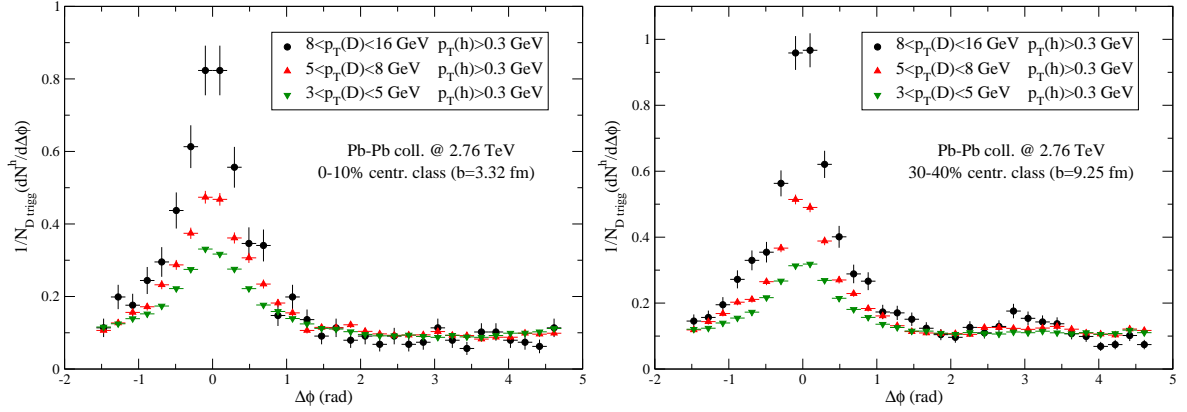 1
8<p_T(D)<16 GeV p_T(h)>0.3 GeV
5<p_T(D)<8 GeV p_T(h)>0.3 GeV
3<p_T(D)<5 GeV p_T(h)>0.3 GeV
0.8
Pb-Pb coll. @ 2.76 TeV
0-10% centr. class (b=3.32 fm)
0.6
0.4
0.2
0
-2 -1 0 1 2 3 4 5
Δϕ (rad)
1/N_{D trigg}(dN^h/dΔϕ)
1
8<p_T(D)<16 GeV p_T(h)>0.3 GeV
5<p_T(D)<8 GeV p_T(h)>0.3 GeV
3<p_T(D)<5 GeV p_T(h)>0.3 GeV
0.8
Pb-Pb coll. @ 2.76 TeV
30-40% centr. class (b=9.25 fm)
0.6
0.4
0.2
0
-2 -1 0 1 2 3 4 5
Δϕ (rad)
1/N_{D trigg}(dN^h/dΔϕ)